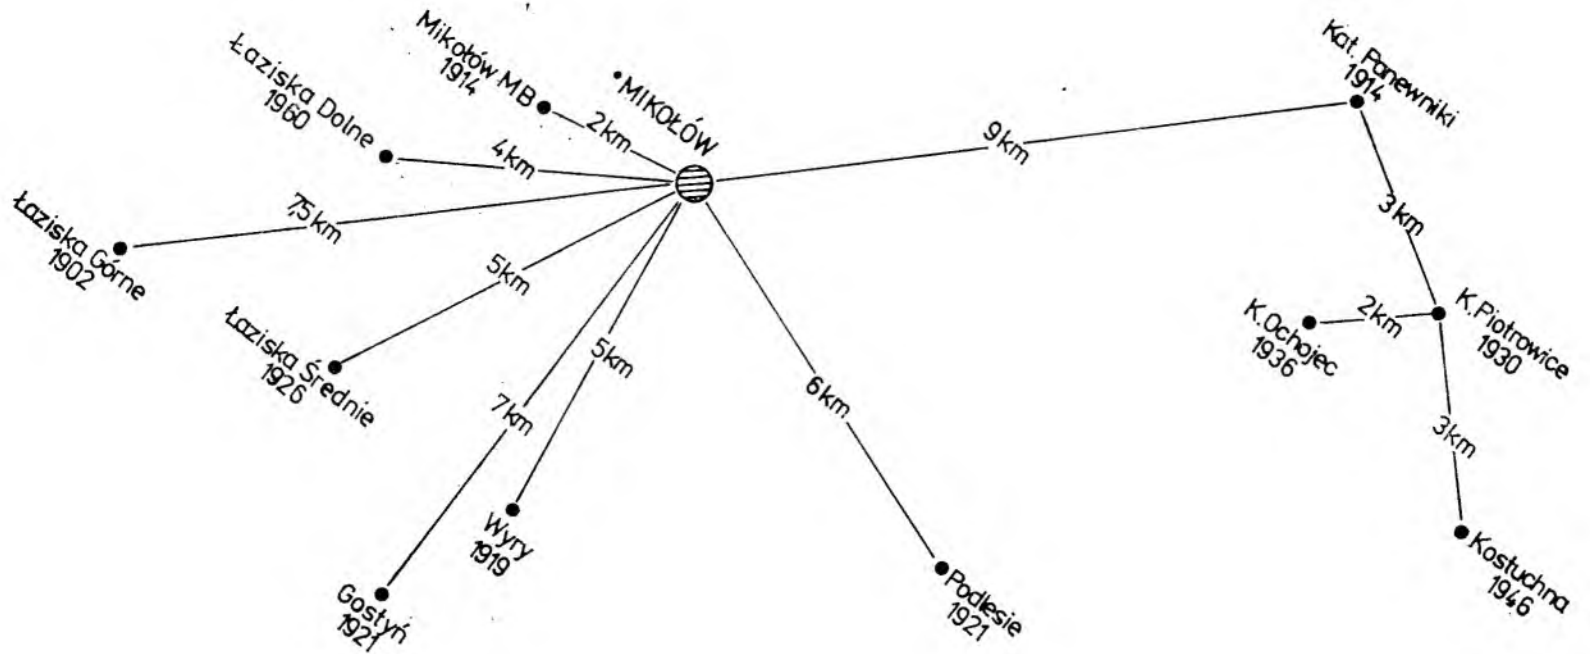 Mikołów MB
1914
•MIKOŁÓW
Kat. Panewniki
1914
Łaziska Dolne
1960
2km
4km
9km
Łaziska Górne
1902
7,5km
3km
5km
K.Ochojec
1936
2km
K.Piotrowice
1930
Łaziska Średnie
1926
5km
6km
7km
3km
Wyry
1919
Gostyń
1921
Podlesie
1921
Kostuchna
1946